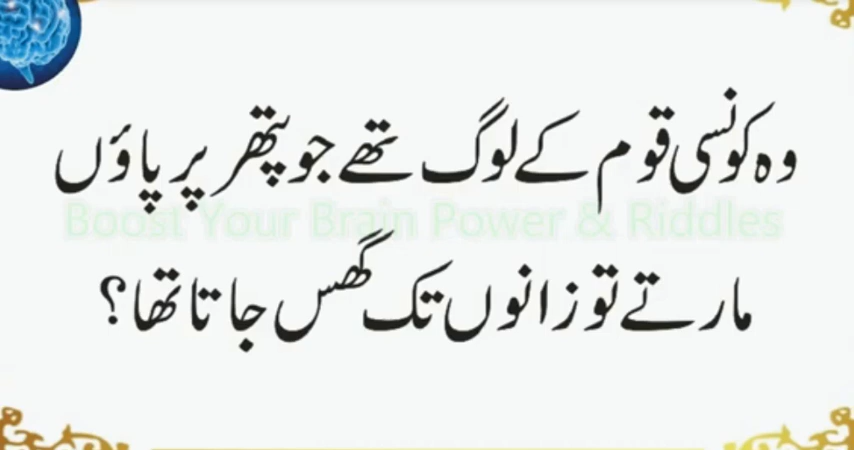 وہ کونسی قوم کے لوگ تھے جو پتھر پر پاؤں
Boost Your Brain Power & Riddles
مارتے تو زانوں تک گھس جاتا تھا؟